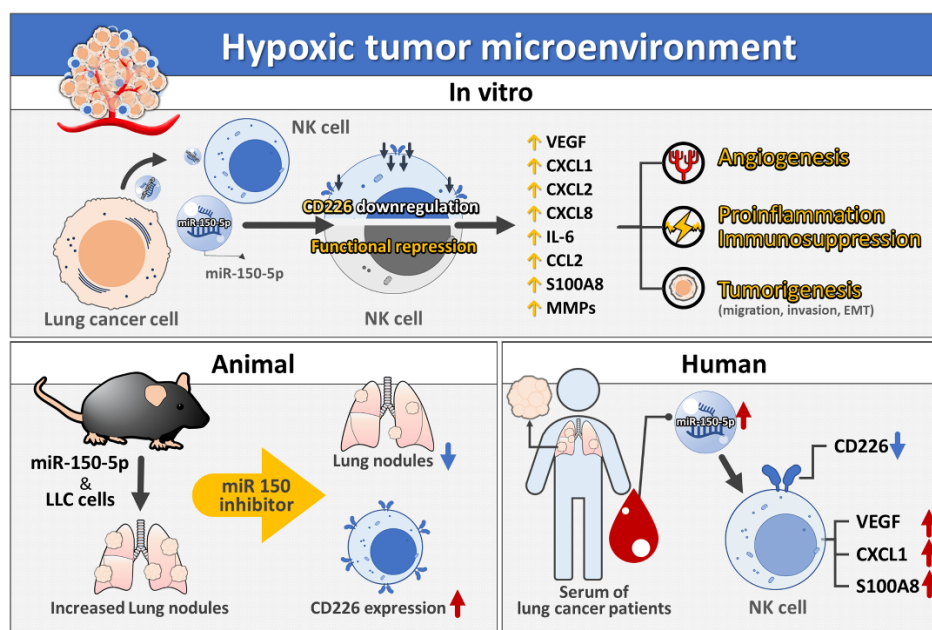 Hypoxic tumor microenvironment
In vitro
NK cell
miR-150-5p
miR-150-5p
Lung cancer cell
CD226 downregulation
Functional repression
NK cell
↑ VEGF
↑ CXCL1
↑ CXCL2
↑ CXCL8
↑ IL-6
↑ CCL2
↑ S100A8
↑ MMPs
Angiogenesis
Proinflammation
Immunosuppression
Tumorigenesis
(migration, invasion, EMT)
Animal
miR-150-5p
&
LLC cells
Increased Lung nodules
miR 150
inhibitor
Lung nodules
CD226 expression
Human
miR-150-5p
Serum of
lung cancer patients
CD226
VEGF
CXCL1
S100A8
NK cell